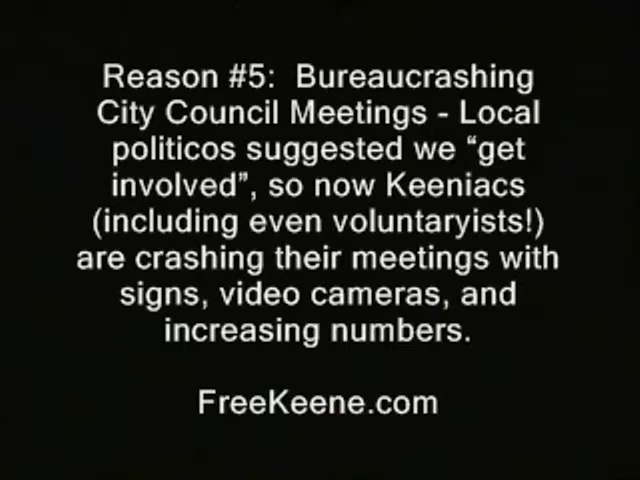 Reason #5:  Bureaucrashing
City Council Meetings - Local
politicos suggested we “get
involved”, so now Keeniacs
(including even voluntaryists!)
are crashing their meetings with
signs, video cameras, and
increasing numbers.
FreeKeene.com